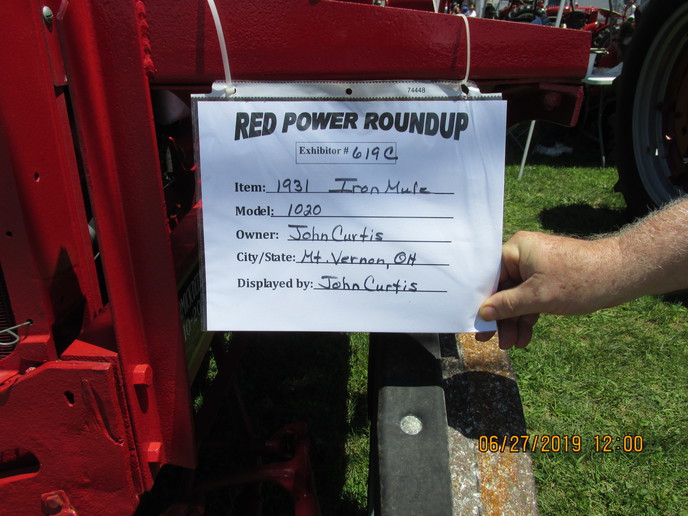 74448
RED POWER ROUNDUP
Exhibitor # 619C
Item: 1931 Iron Mule
Model: 1020
Owner: John Curtis
City/State: Mt. Vernon, OH
Displayed by: John Curtis
06/27/2019 12:00